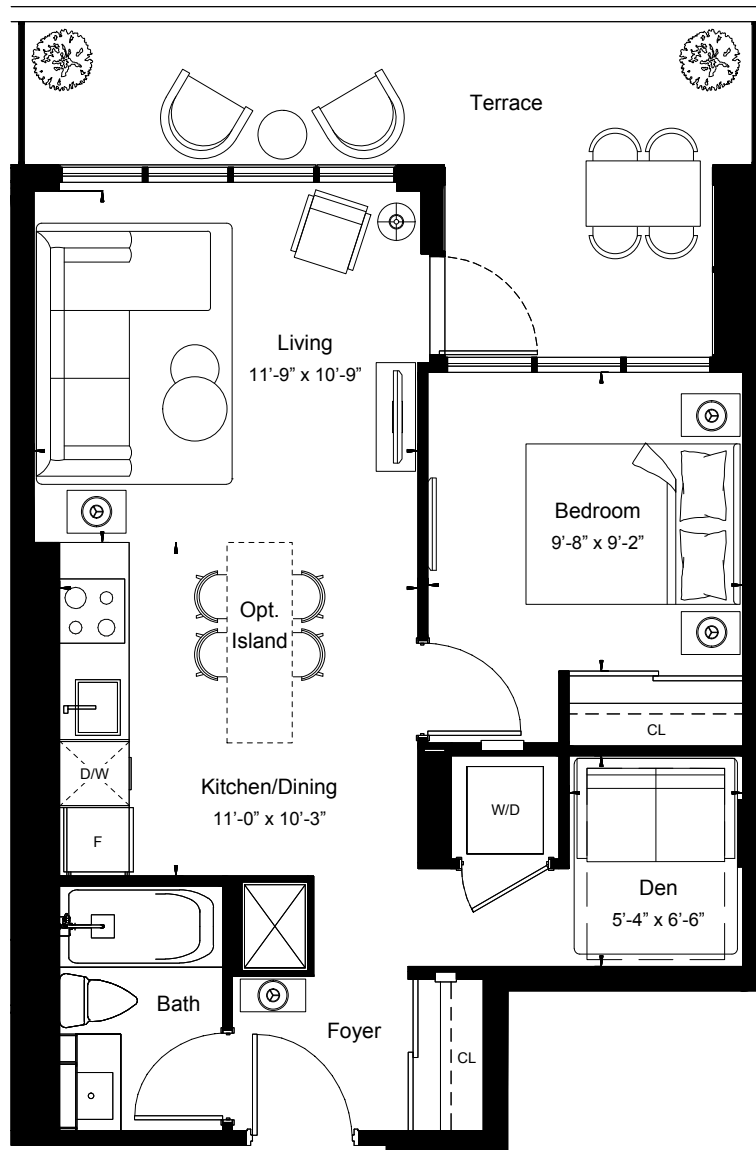 Terrace
Living
11'-9" x 10'-9"
Bedroom
9'-8" x 9'-2"
Opt.
Island
CL
D/W
Kitchen/Dining
11'-0" x 10'-3"
W/D
F
Den
5'-4" x 6'-6"
Bath
Foyer
CL